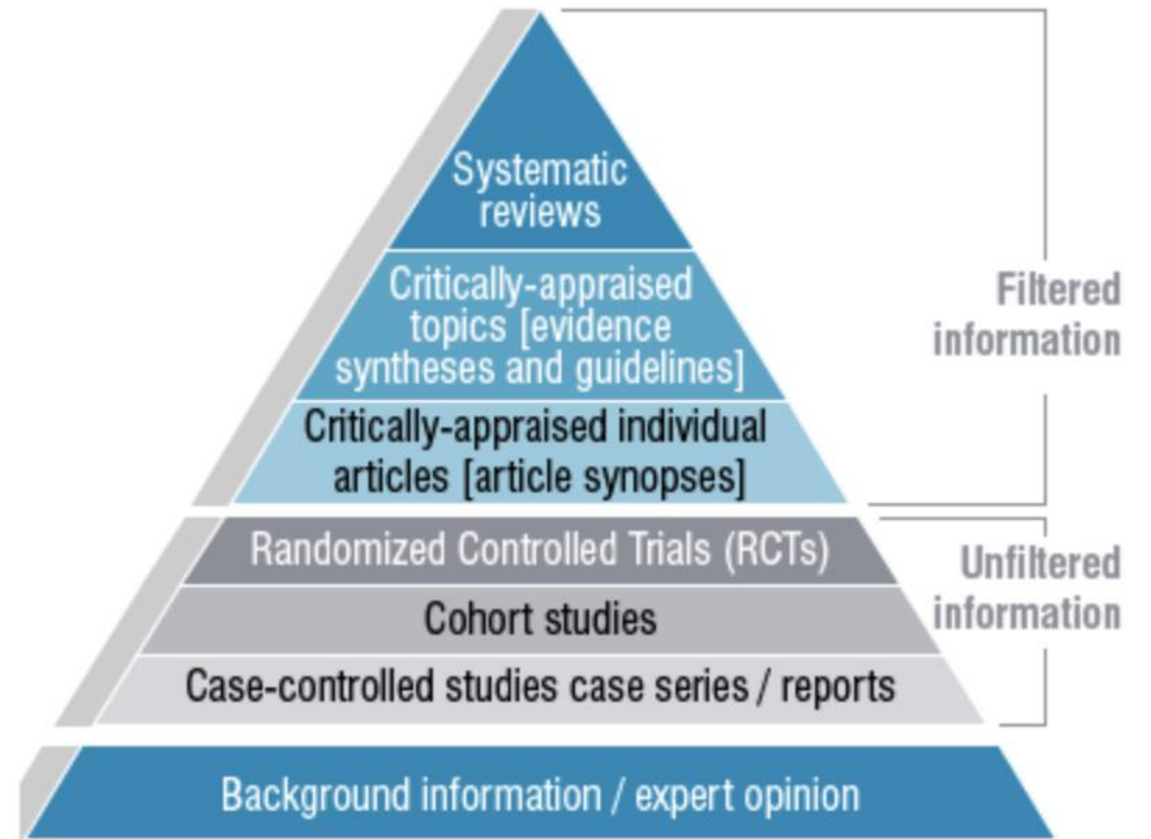 Systematic
reviews
Critically-appraised
topics [evidence
syntheses and guidelines]
Critically-appraised individual
articles [article synopses]
Filtered
information
Randomized Controlled Trials (RCTs)
Cohort studies
Case-controlled studies case series / reports
Unfiltered
information
Background information / expert opinion